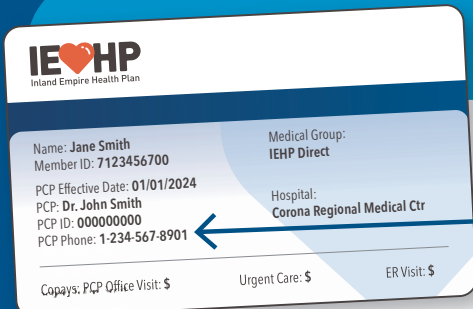 IEHP
Inland Empire Health Plan
Name: Jane Smith
Member ID: 7123456700
PCP Effective Date: 01/01/2024
PCP: Dr. John Smith
PCP ID: 000000000
PCP Phone: 1-234-567-8901
Medical Group:
IEHP Direct
Hospital:
Corona Regional Medical Ctr
Copays: PCP Office Visit: $ Urgent Care: $ ER Visit: $